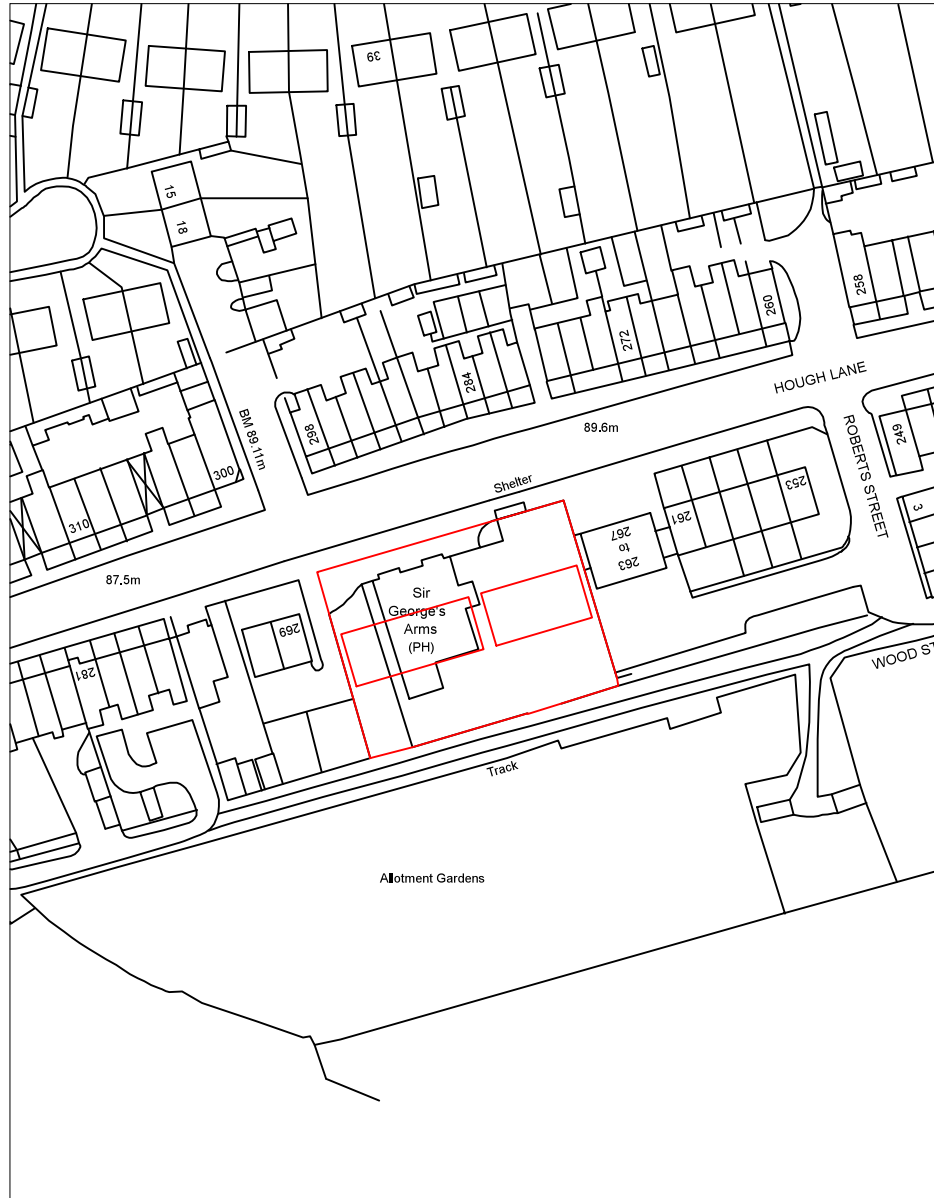 39
15
18
258
260
272
HOUGH LANE
284
298
BM 89.11m
89.6m
249
ROBERTS STREET
300
310
Shelter
253
261
3
267
to
263
87.5m
Sir
George's
Arms
(PH)
269
281
WOOD ST
Track
Allotment Gardens